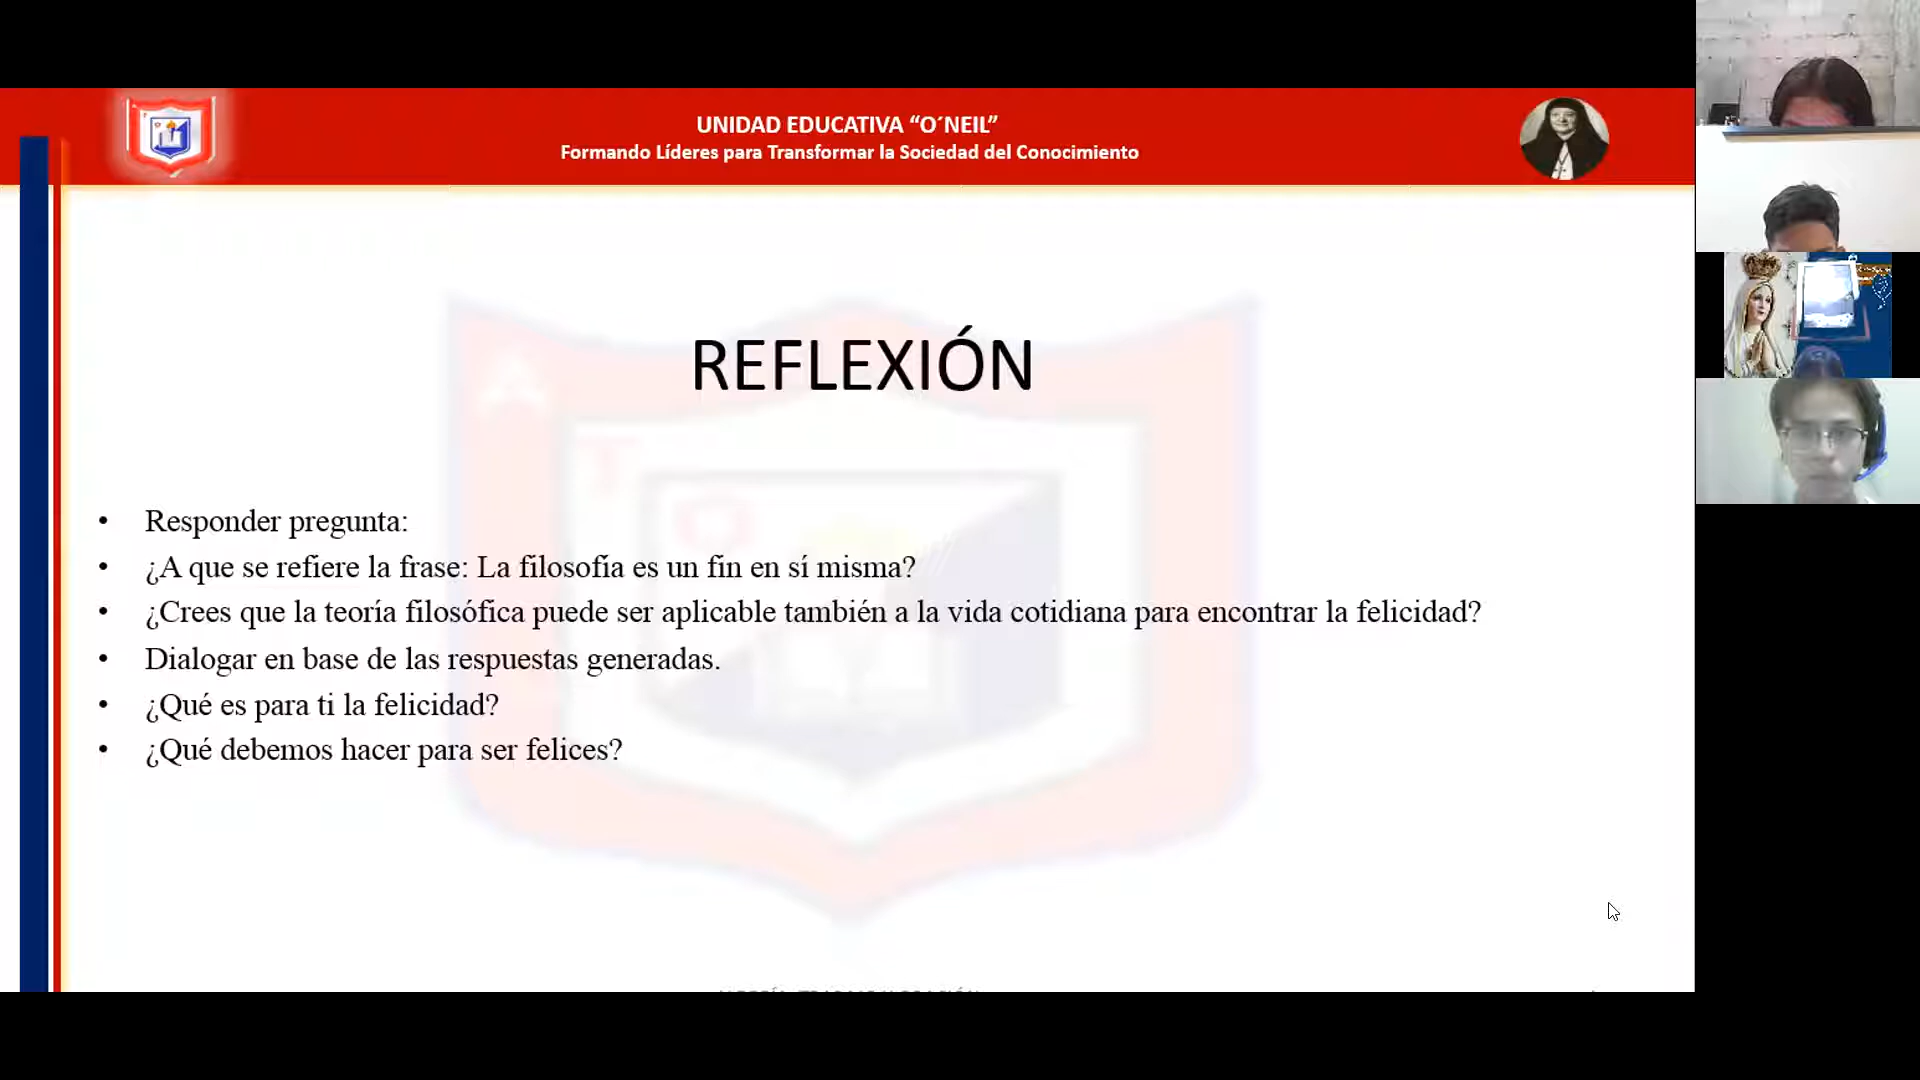 UNIDAD EDUCATIVA “O´NEIL”
Formando Líderes para Transformar la Sociedad del Conocimiento
REFLEXIÓN
• Responder pregunta:
• ¿A que se refiere la frase: La filosofía es un fin en sí misma?
• ¿Crees que la teoría filosófica puede ser aplicable también a la vida cotidiana para encontrar la felicidad?
• Dialogar en base de las respuestas generadas.
• ¿Qué es para ti la felicidad?
• ¿Qué debemos hacer para ser felices?